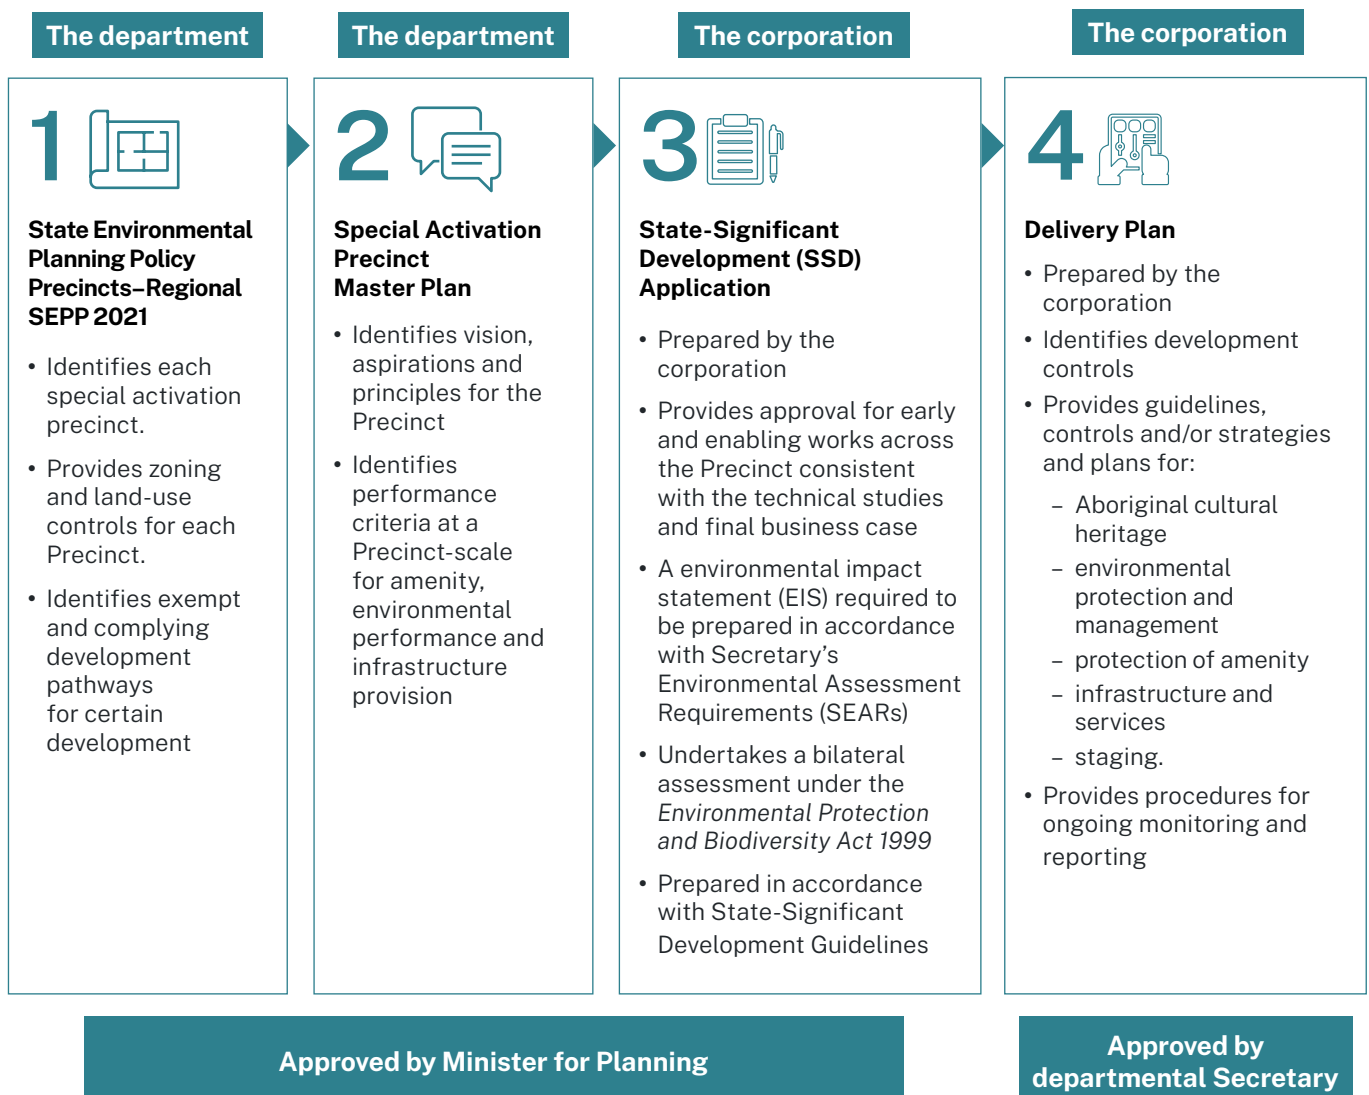 The department
1
State Environmental
Planning Policy
Precincts–Regional
SEPP 2021
• Identifies each
special activation
precinct.
• Provides zoning
and land-use
controls for each
Precinct.
• Identifies exempt
and complying
development
pathways
for certain
development
The department
2
Special Activation
Precinct
Master Plan
• Identifies vision,
aspirations and
principles for the
Precinct
• Identifies
performance
criteria at a
Precinct-scale
for amenity,
environmental
performance and
infrastructure
provision
The corporation
3
State-Significant
Development (SSD)
Application
• Prepared by the
corporation
• Provides approval for early
and enabling works across
the Precinct consistent
with the technical studies
and final business case
• A environmental impact
statement (EIS) required to
be prepared in accordance
with Secretary’s
Environmental Assessment
Requirements (SEARs)
• Undertakes a bilateral
assessment under the
Environmental Protection
and Biodiversity Act 1999
• Prepared in accordance
with State-Significant
Development Guidelines
The corporation
4
Delivery Plan
• Prepared by the
corporation
• Identifies development
controls
• Provides guidelines,
controls and/or strategies
and plans for:
– Aboriginal cultural
heritage
– environmental
protection and
management
– protection of amenity
– infrastructure and
services
– staging.
• Provides procedures for
ongoing monitoring and
reporting
Approved by Minister for Planning
Approved by
departmental Secretary